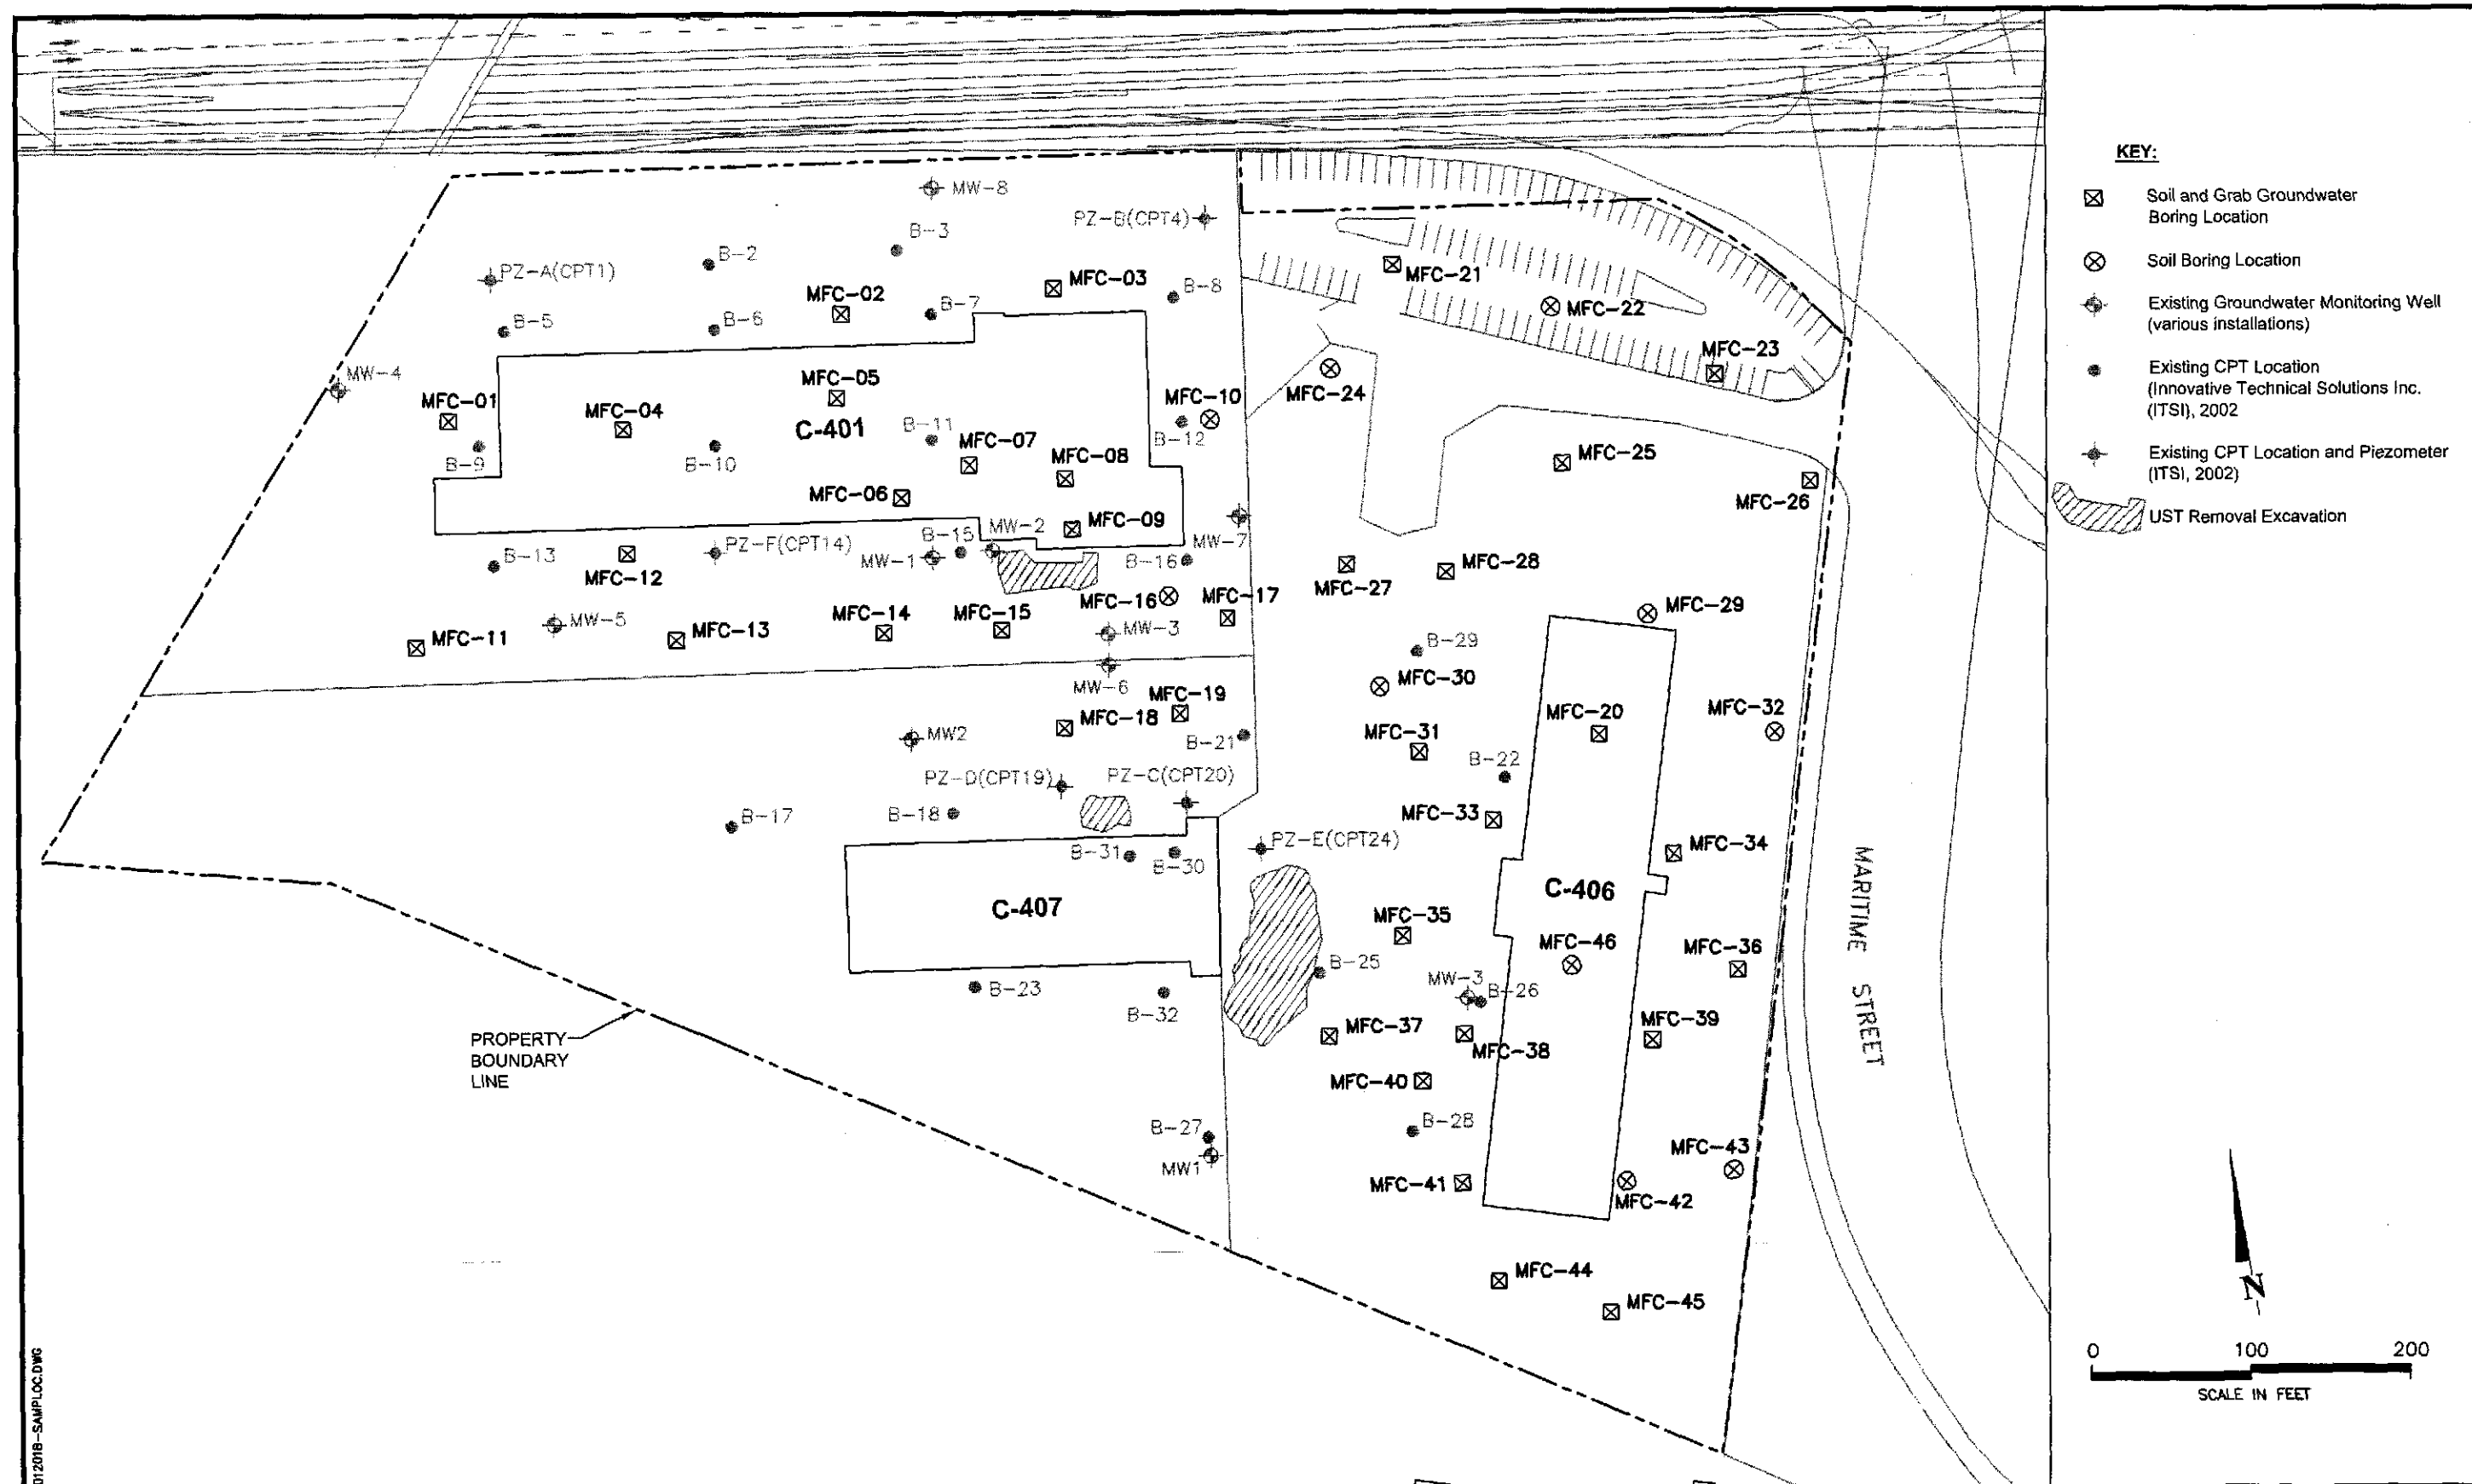 KEY:
Soil and Grab Groundwater
Boring Location
Soil Boring Location
Existing Groundwater Monitoring Well
(various installations)
Existing CPT Location
(Innovative Technical Solutions Inc.
(ITSI), 2002
Existing CPT Location and Piezometer
(ITSI, 2002)
UST Removal Excavation
MW-8
PZ-B(CPT4)
B-3
B-2
PZ-A(CPT1)
MFC-21
MFC-03
MFC-02
B-8
B-7
B-6
B-5
MFC-22
MFC-23
MW-4
MFC-05
MFC-24
MFC-01
MFC-04
C-401
B-11
MFC-10
B-12
MFC-07
MFC-08
B-9
B-10
MFC-25
MFC-06
MFC-26
MFC-09
MW-2
B-15
MW-7
PZ-F(CPT14)
MW-1
B-16
B-13
MFC-12
MFC-28
MFC-27
MFC-16
MFC-17
MFC-14
MFC-15
MFC-29
MW-5
MW-3
MFC-13
MFC-11
B-29
MFC-30
MW-6
MFC-19
MFC-18
MFC-20
MFC-32
MW2
B-21
MFC-31
B-22
PZ-D(CPT19)
PZ-C(CPT20)
B-17
B-18
MFC-33
PZ-E(CPT24)
MFC-34
B-31
B-30
C-406
C-407
MFC-35
MFC-46
MFC-36
B-25
MW-3
B-26
B-23
B-32
MFC-37
MFC-38
MFC-39
MARITIME STREET
PROPERTY
BOUNDARY
LINE
MFC-40
B-28
B-27
MW1
MFC-43
MFC-41
MFC-42
MFC-44
MFC-45
N
0 100 200
SCALE IN FEET
012018-SAMPLOC.DWG